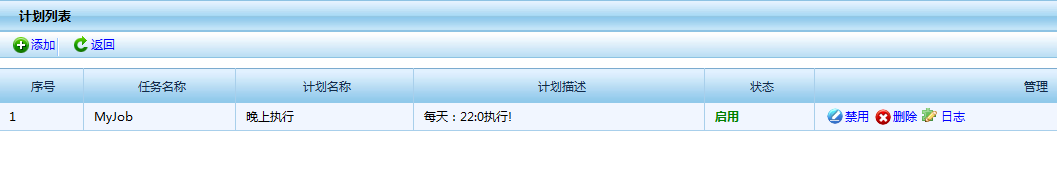 计划列表
添加 返回
序号 任务名称 计划名称 计划描述 状态 管理
1 MyJob 晚上执行 每天：22:0执行! 启用 禁用 删除 日志